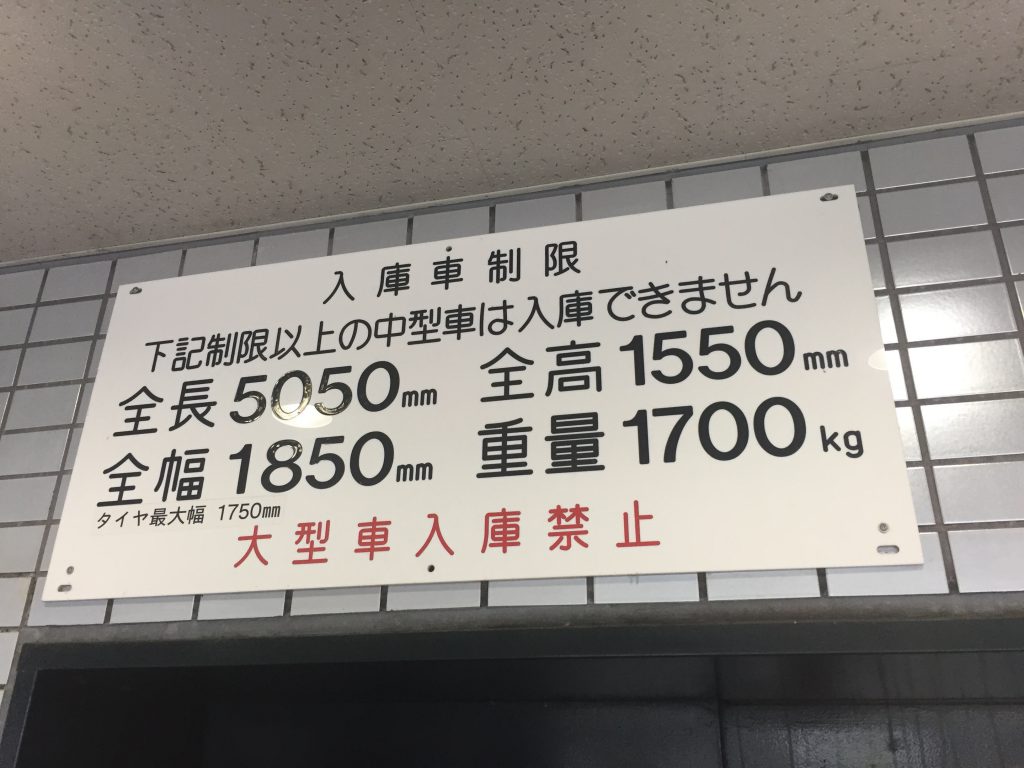 入庫車制限
下記制限以上の中型車は入庫できません
全長5050mm 全高1550mm
全幅1850mm 重量1700kg
タイヤ最大幅 1750mm
大型車入庫禁止